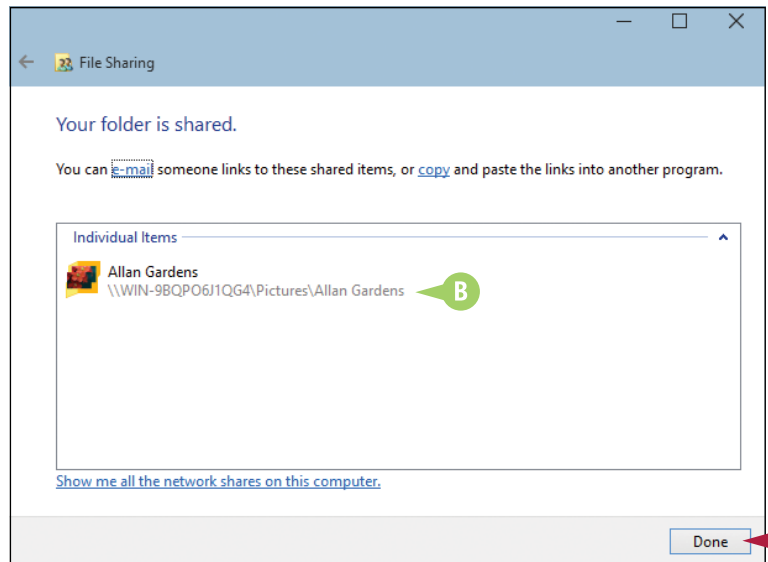 File Sharing
Your folder is shared.
You can e-mail someone links to these shared items, or copy and paste the links into another program.
Individual Items
Allan Gardens
\\WIN-9BQPO6J1QG4\Pictures\Allan Gardens
B
Show me all the network shares on this computer.
Done